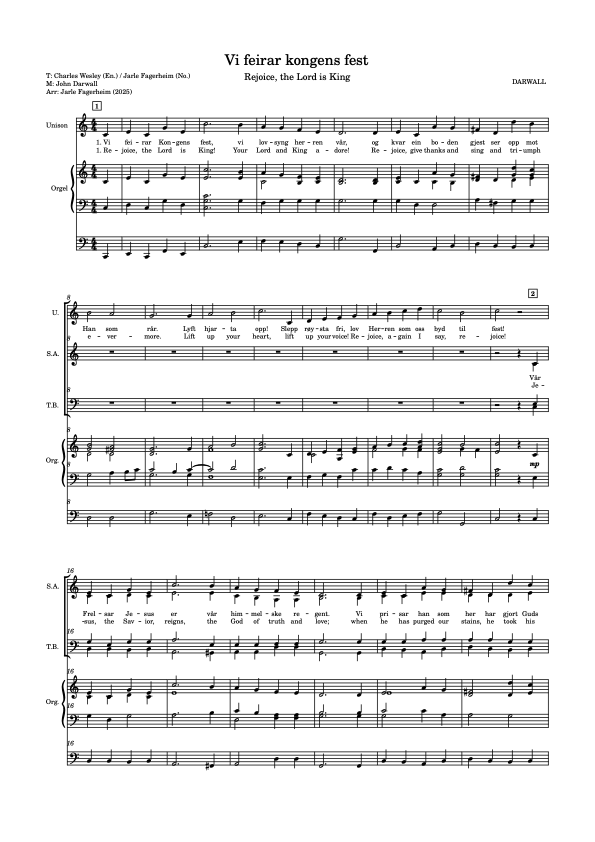 Vi feirar kongens fest
T: Charles Wesley (En.) / Jarle Fagerheim (No.)
Rejoice, the Lord is King
M: John Darwall
DARWALL
Arr: Jarle Fagerheim (2025)
1
Unison
1. Vi fei - rar Kon - gens fest, vi lov - syng her - ren vår, og kvar ein bo - den gjest ser opp mot
1. Re - joice, the Lord is King! Your Lord and King a - dore! Re - joice, give thanks and sing and tri - umph
Orgel
8
2
U.
Han som rår. Lyft hjar - ta opp! Slepp røy - sta fri, lov Her - ren som oss byd til fest!
e - ver - more. Lift up your heart, lift up your voice! Re - joice, a - gain I say, re - joice!
S.A.
Vår
Je -
8
T.B.
8
Org.
mp
8
8
16
S.A.
Frel - sar Je - sus er vår him - mel - ske re - gent. Vi pri - sar han som her har gjort Guds
-sus, the Sav - ior, reigns, the God of truth and love; when he has purged our stains, he took his
16
T.B.
16
Org.
16
16